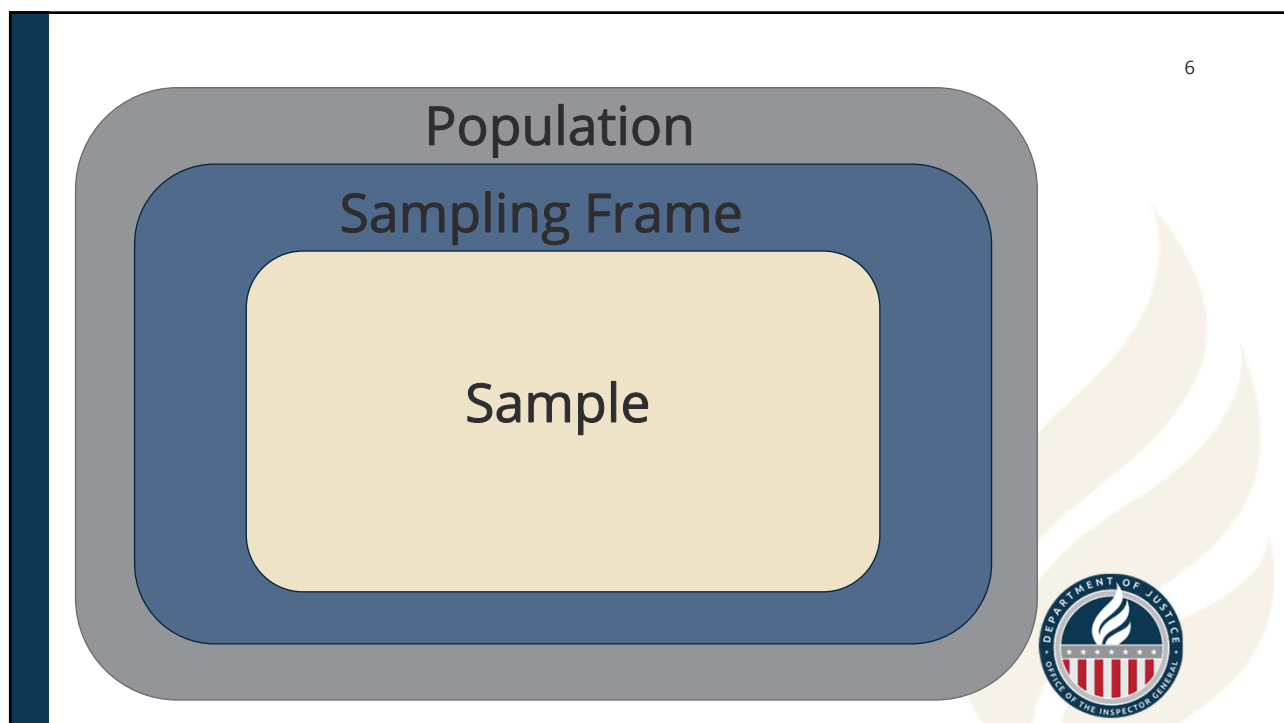 6
Population
Sampling Frame
Sample
DEPARTMENT OF JUSTICE
OFFICE OF THE INSPECTOR GENERAL